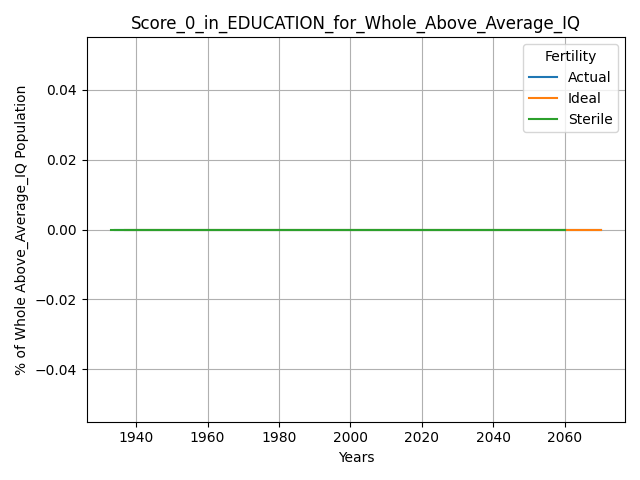 Score_0_in_EDUCATION_for_Whole_Above_Average_IQ
Fertility
Actual
Ideal
Sterile
% of Whole Above_Average_IQ Population
0.04
0.02
0.00
−0.02
−0.04
1940 1960 1980 2000 2020 2040 2060
Years